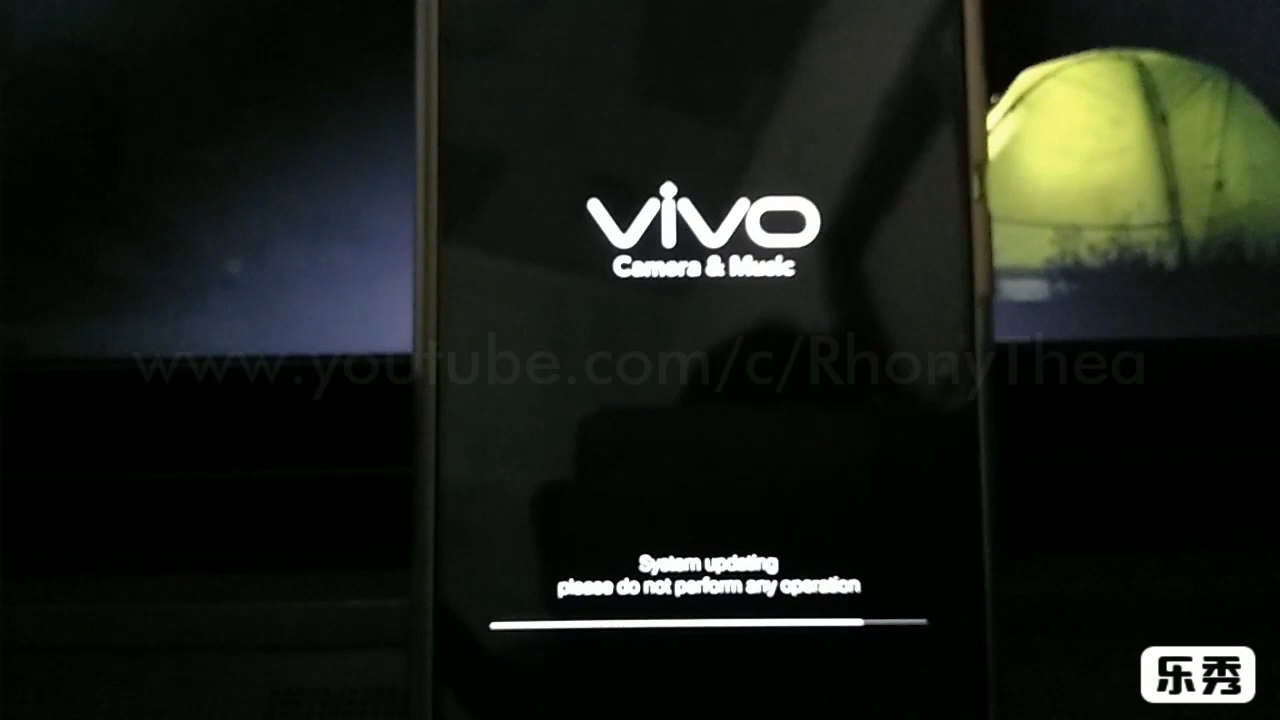 vivo
Camera & Music
www.youtube.com/c/RhonyThea
System updating
please do not perform any operation
乐秀